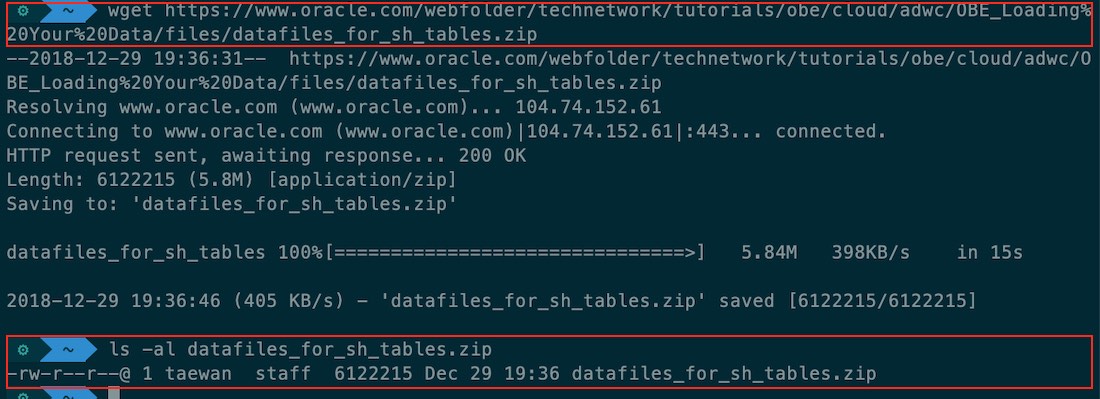 ⚙ ~ wget https://www.oracle.com/webfolder/technetwork/tutorials/obe/cloud/adwc/OBE_Loading%
20Your%20Data/files/datafiles_for_sh_tables.zip
--2018-12-29 19:36:31--  https://www.oracle.com/webfolder/technetwork/tutorials/obe/cloud/adwc/O
BE_Loading%20Your%20Data/files/datafiles_for_sh_tables.zip
Resolving www.oracle.com (www.oracle.com)... 104.74.152.61
Connecting to www.oracle.com (www.oracle.com)|104.74.152.61|:443... connected.
HTTP request sent, awaiting response... 200 OK
Length: 6122215 (5.8M) [application/zip]
Saving to: 'datafiles_for_sh_tables.zip'
datafiles_for_sh_tables 100%[===============================>]   5.84M   398KB/s    in 15s
2018-12-29 19:36:46 (405 KB/s) - 'datafiles_for_sh_tables.zip' saved [6122215/6122215]
⚙ ~ ls -al datafiles_for_sh_tables.zip
-rw-r--r--@ 1 taewan  staff  6122215 Dec 29 19:36 datafiles_for_sh_tables.zip
⚙ ~